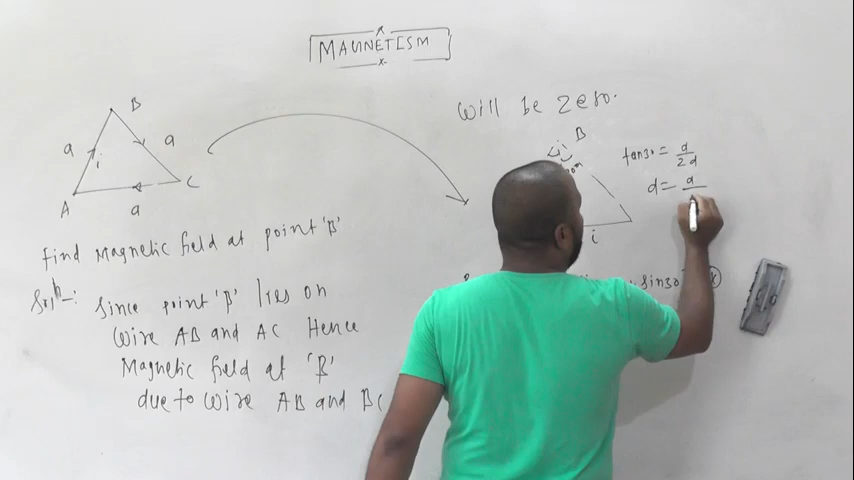 MAGNETISM
B
a
a
i
A
C
a
Find Magnetic field at point 'B'
Solⁿ-: Since point 'B' lies on
wire AB and AC Hence
Magnetic field at 'B'
due to wire AB and BC
will be zero.
B
tan30 = a/2d
d = a
i
sin30